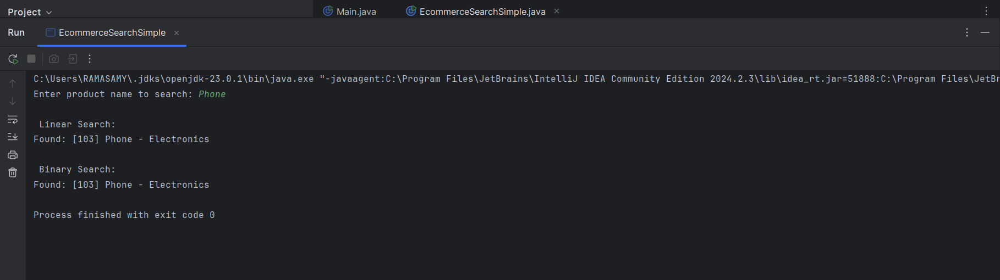 Project
Main.java
EcommerceSearchSimple.java
Run
EcommerceSearchSimple
C:\Users\RAMASAMY\.jdks\openjdk-23.0.1\bin\java.exe "-javaagent:C:\Program Files\JetBrains\IntelliJ IDEA Community Edition 2024.2.3\lib\idea_rt.jar=51888:C:\Program Files\JetBr
Enter product name to search: Phone
Linear Search:
Found: [103] Phone - Electronics
Binary Search:
Found: [103] Phone - Electronics
Process finished with exit code 0